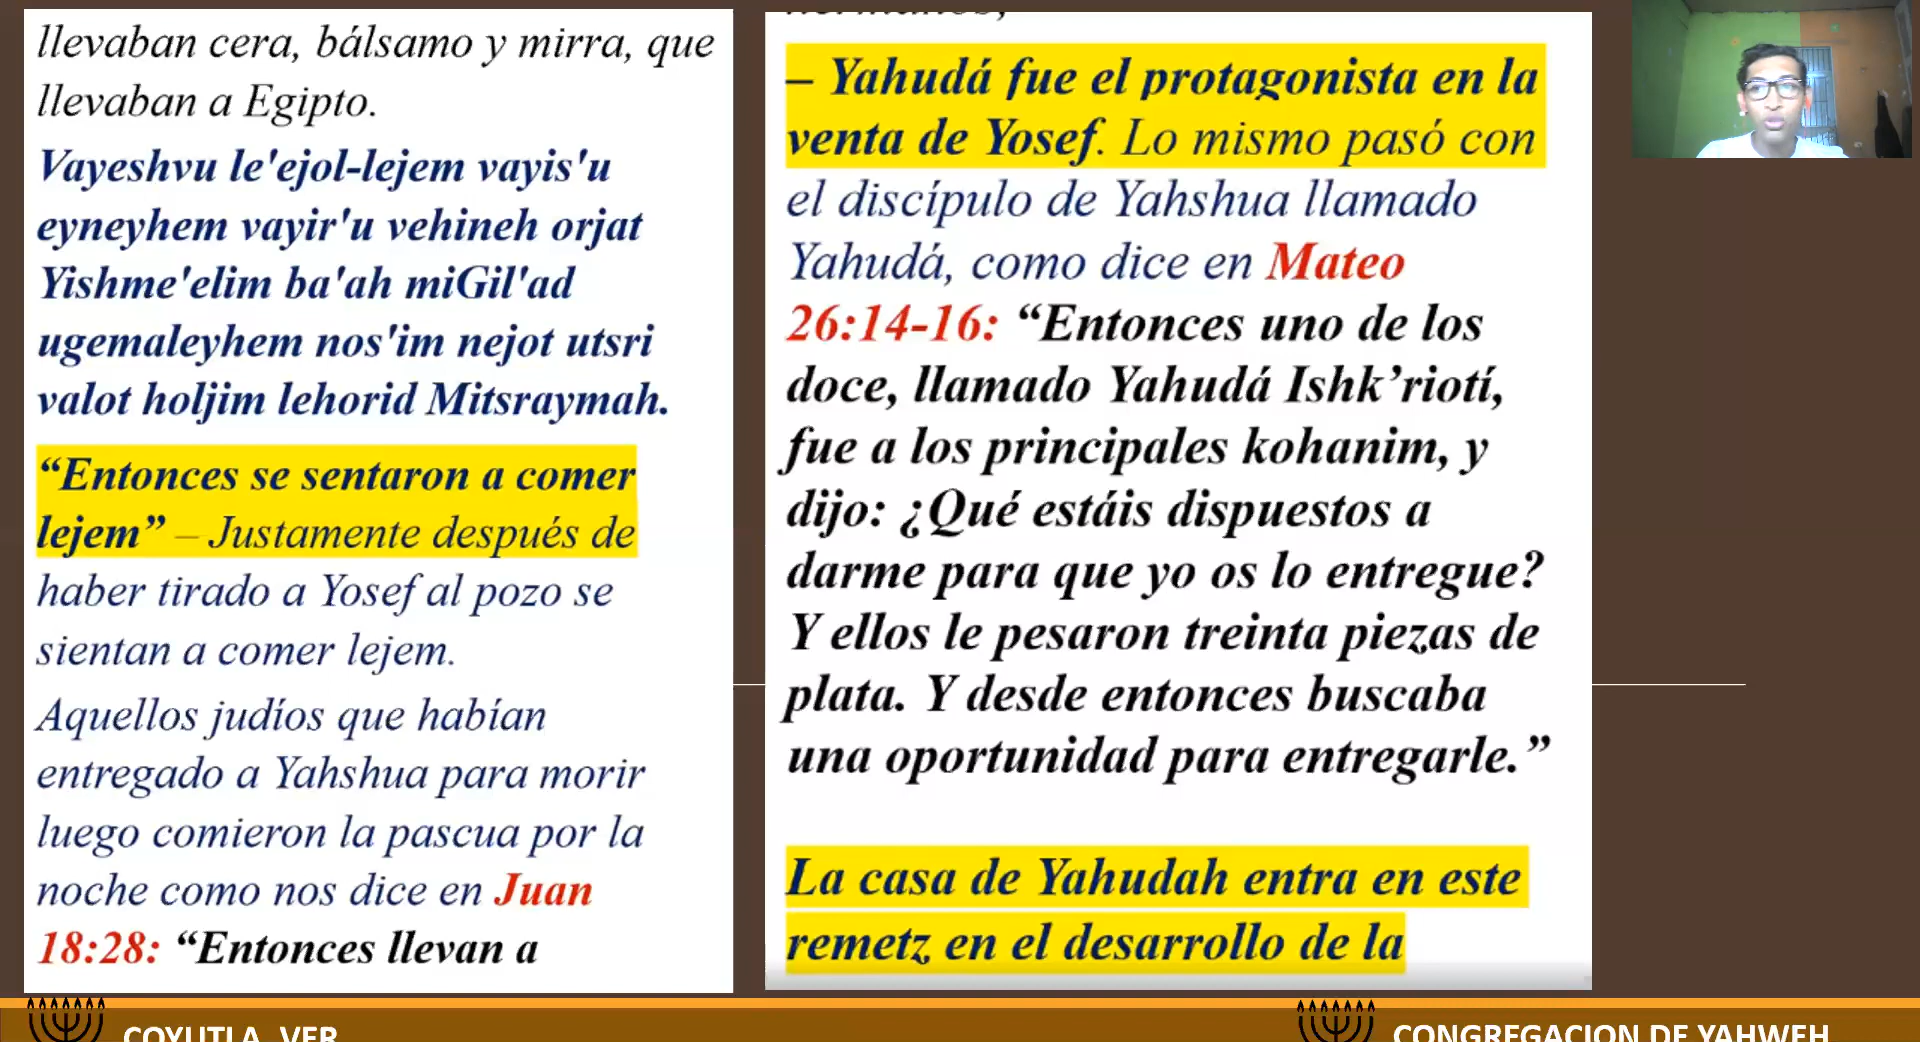 llevaban cera, bálsamo y mirra, que
llevaban a Egipto.
Vayeshvu le'ejol-lejem vayis'u
eyneyhem vayir'u vehineh orjat
Yishme'elim ba'ah miGil'ad
ugemaleyhem nos'im nejot utsri
valot holjim lehorid Mitsraymah.
“Entonces se sentaron a comer
lejem” – Justamente después de
haber tirado a Yosef al pozo se
sientan a comer lejem.
Aquellos judíos que habían
entregado a Yahshua para morir
luego comieron la pascua por la
noche como nos dice en Juan
18:28: “Entonces llevan a
hermanos,
– Yahudá fue el protagonista en la
venta de Yosef. Lo mismo pasó con
el discípulo de Yahshua llamado
Yahudá, como dice en Mateo
26:14-16: “Entonces uno de los
doce, llamado Yahudá Ishk’riotí,
fue a los principales kohanim, y
dijo: ¿Qué estáis dispuestos a
darme para que yo os lo entregue?
Y ellos le pesaron treinta piezas de
plata. Y desde entonces buscaba
una oportunidad para entregarle.”
La casa de Yahudah entra en este
remetz en el desarrollo de la
COYUTLA, VER
CONGREGACION DE YAHWEH